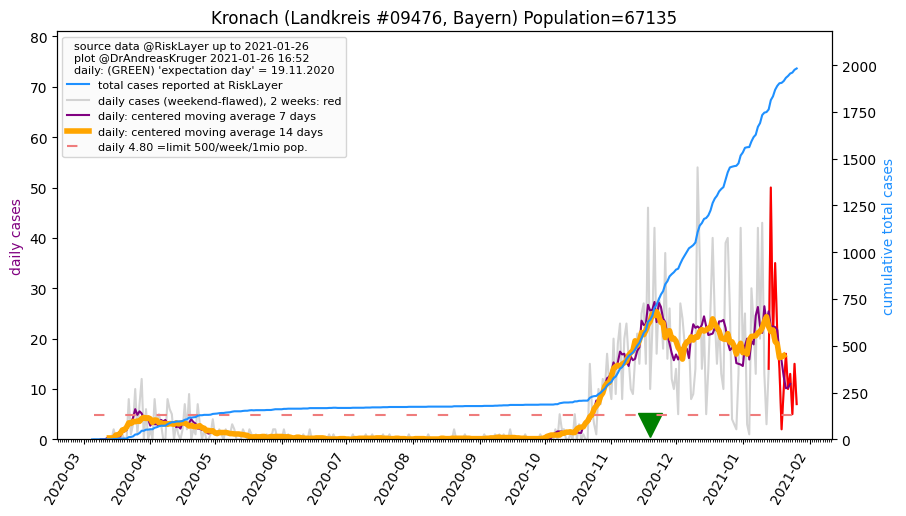 Kronach (Landkreis #09476, Bayern) Population=67135
source data @RiskLayer up to 2021-01-26
plot @DrAndreasKruger 2021-01-26 16:52
daily: (GREEN) 'expectation day' = 19.11.2020
total cases reported at RiskLayer
daily cases (weekend-flawed), 2 weeks: red
daily: centered moving average 7 days
daily: centered moving average 14 days
daily 4.80 =limit 500/week/1mio pop.
daily cases
80
70
60
50
40
30
20
10
0
cumulative total cases
2000
1750
1500
1250
1000
750
500
250
0
2020-03
2020-04
2020-05
2020-06
2020-07
2020-08
2020-09
2020-10
2020-11
2020-12
2021-01
2021-02